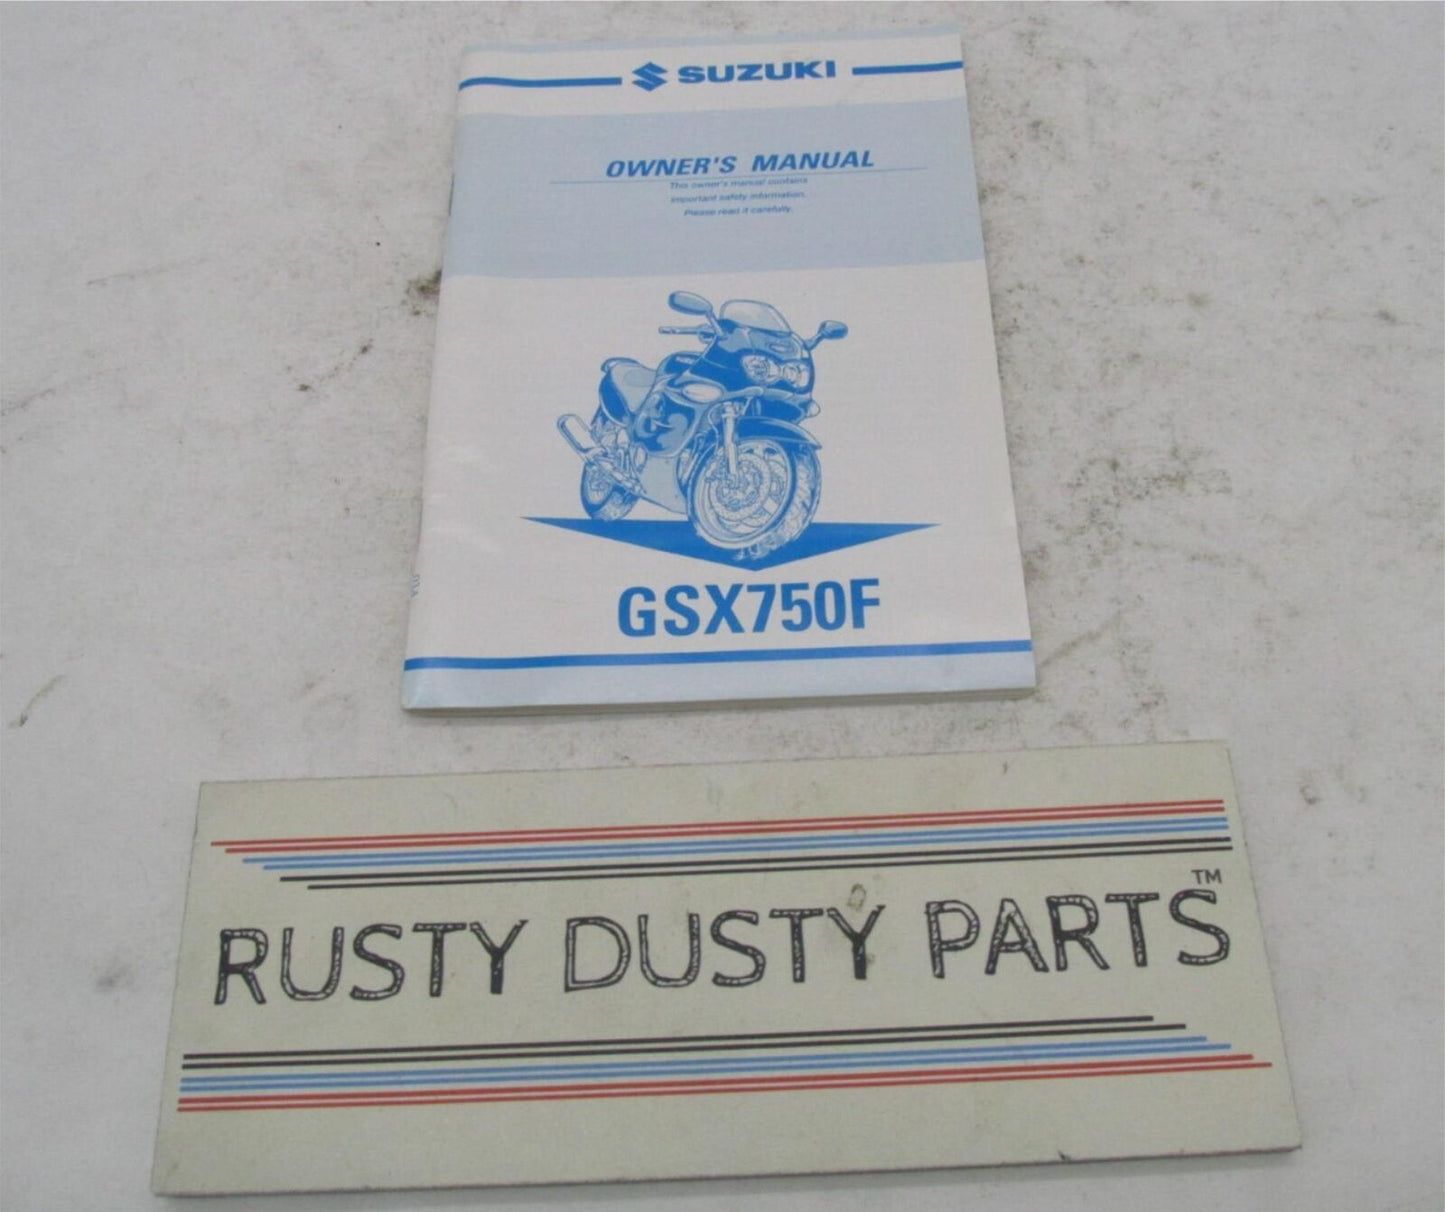 SUZUKI
OWNER'S MANUAL
This owner's manual contains
important safety information.
Please read it carefully.
GSX750F
RUSTY DUSTY PARTS™